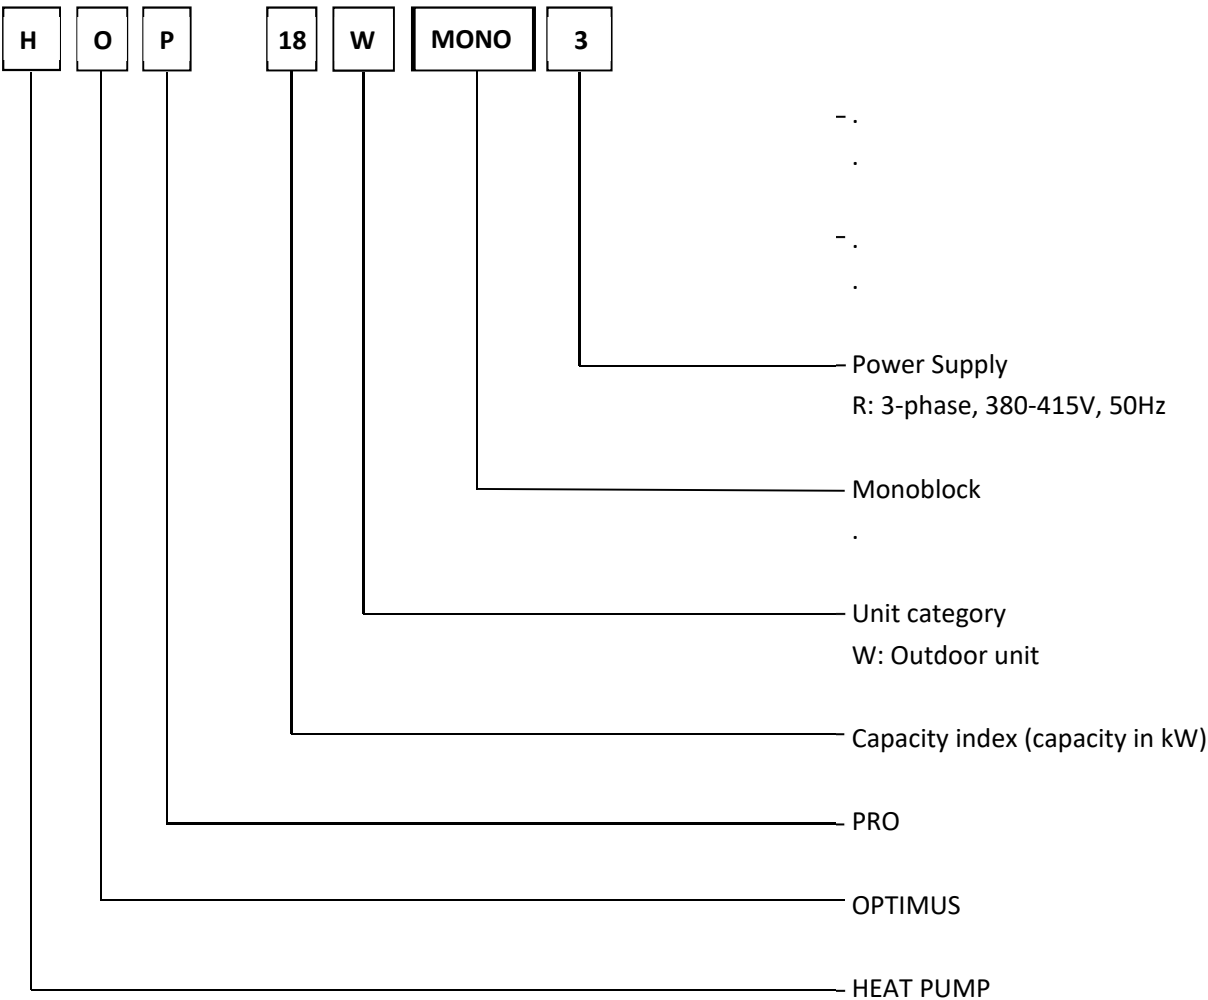 H O P 18 W MONO 3
- .
.
- .
.
Power Supply
R: 3-phase, 380-415V, 50Hz
Monoblock
.
Unit category
W: Outdoor unit
Capacity index (capacity in kW)
PRO
OPTIMUS
HEAT PUMP